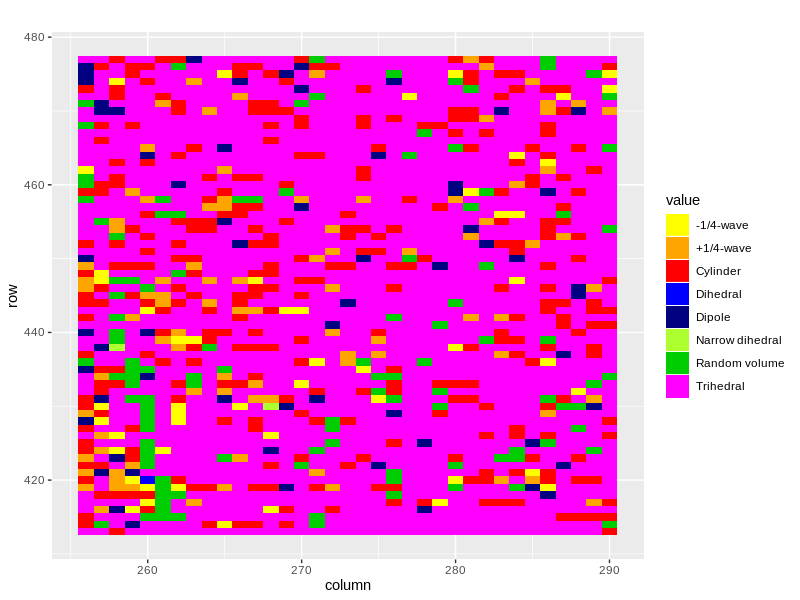 480
460
440
420
row
260
270
280
290
column
value
-1/4-wave
+1/4-wave
Cylinder
Dihedral
Dipole
Narrow dihedral
Random volume
Trihedral